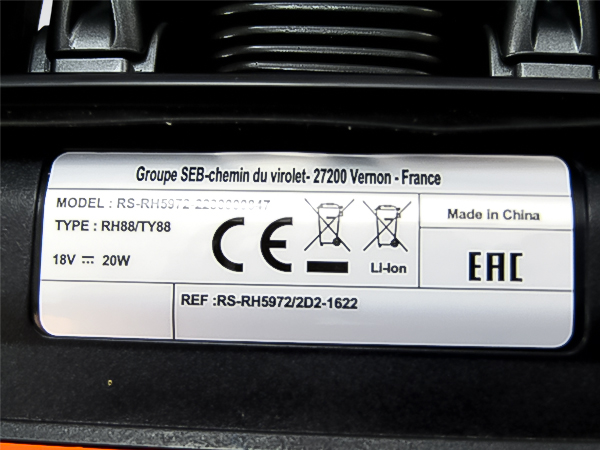 Groupe SEB-chemin du virolet- 27200 Vernon - France
MODEL : RS-RH5972
TYPE : RH88/TY88
18V ⎓ 20W
CE
Li-Ion
Made in China
EAC
REF :RS-RH5972/2D2-1622